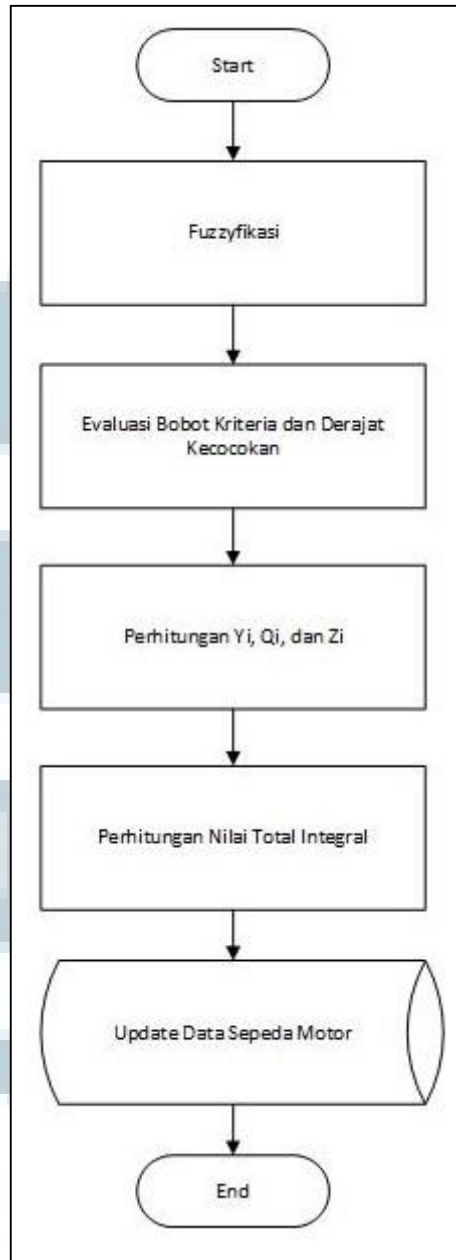 Start
Fuzzyfikasi
Evaluasi Bobot Kriteria dan Derajat
Kecocokan
Perhitungan Yi, Qi, dan Zi
Perhitungan Nilai Total Integral
Update Data Sepeda Motor
End